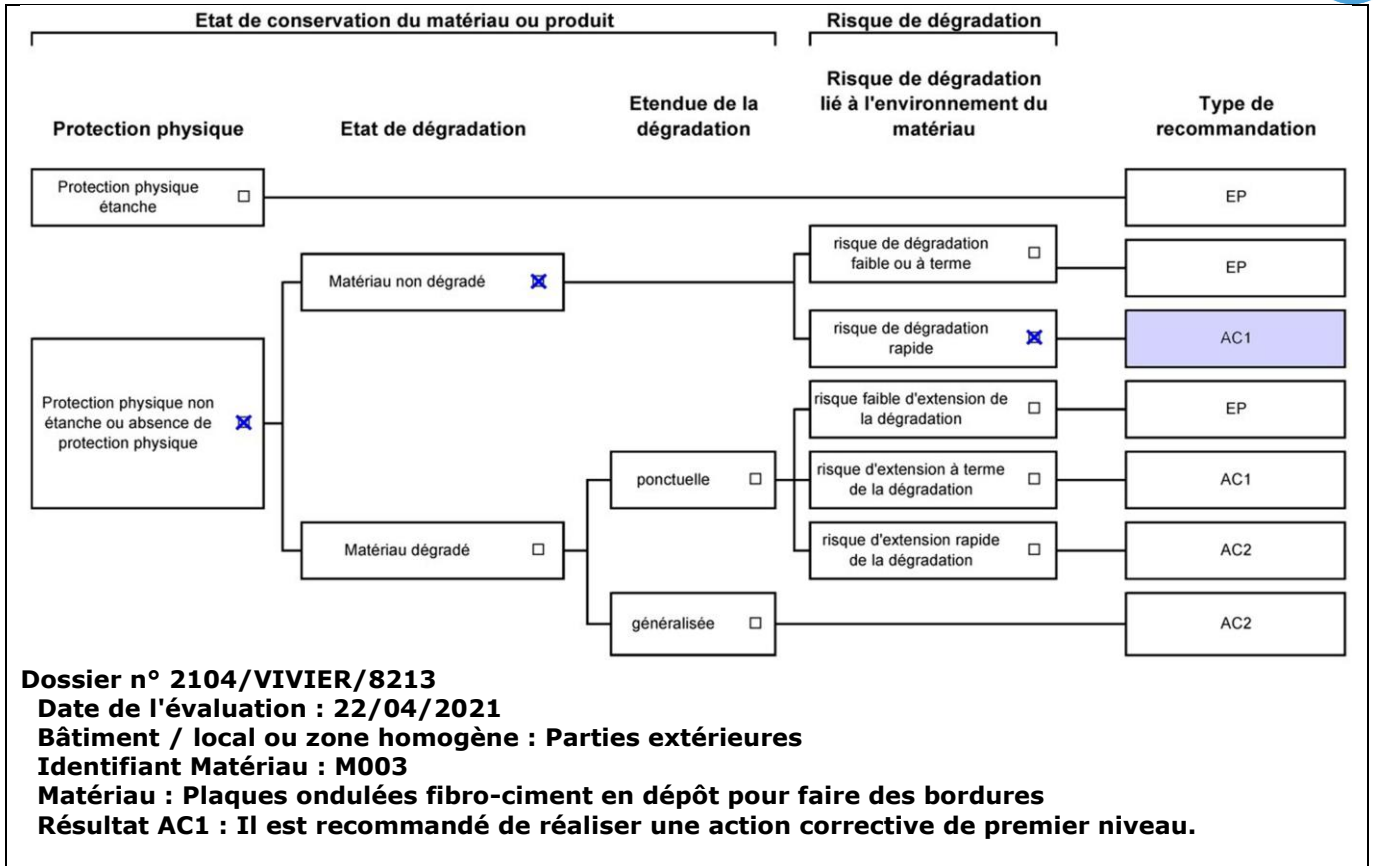 Etat de conservation du matériau ou produit
Risque de dégradation
Protection physique
Etat de dégradation
Etendue de la
dégradation
Risque de dégradation
lié à l'environnement du
matériau
Type de
recommandation
Protection physique
étanche
EP
risque de dégradation
faible ou à terme
EP
Matériau non dégradé
risque de dégradation
rapide
AC1
Protection physique non
étanche ou absence de
protection physique
risque faible d'extension de
la dégradation
EP
ponctuelle
risque d'extension à terme
de la dégradation
AC1
Matériau dégradé
risque d'extension rapide
de la dégradation
AC2
généralisée
AC2
Dossier n° 2104/VIVIER/8213
Date de l'évaluation : 22/04/2021
Bâtiment / local ou zone homogène : Parties extérieures
Identifiant Matériau : M003
Matériau : Plaques ondulées fibro-ciment en dépôt pour faire des bordures
Résultat AC1 : Il est recommandé de réaliser une action corrective de premier niveau.